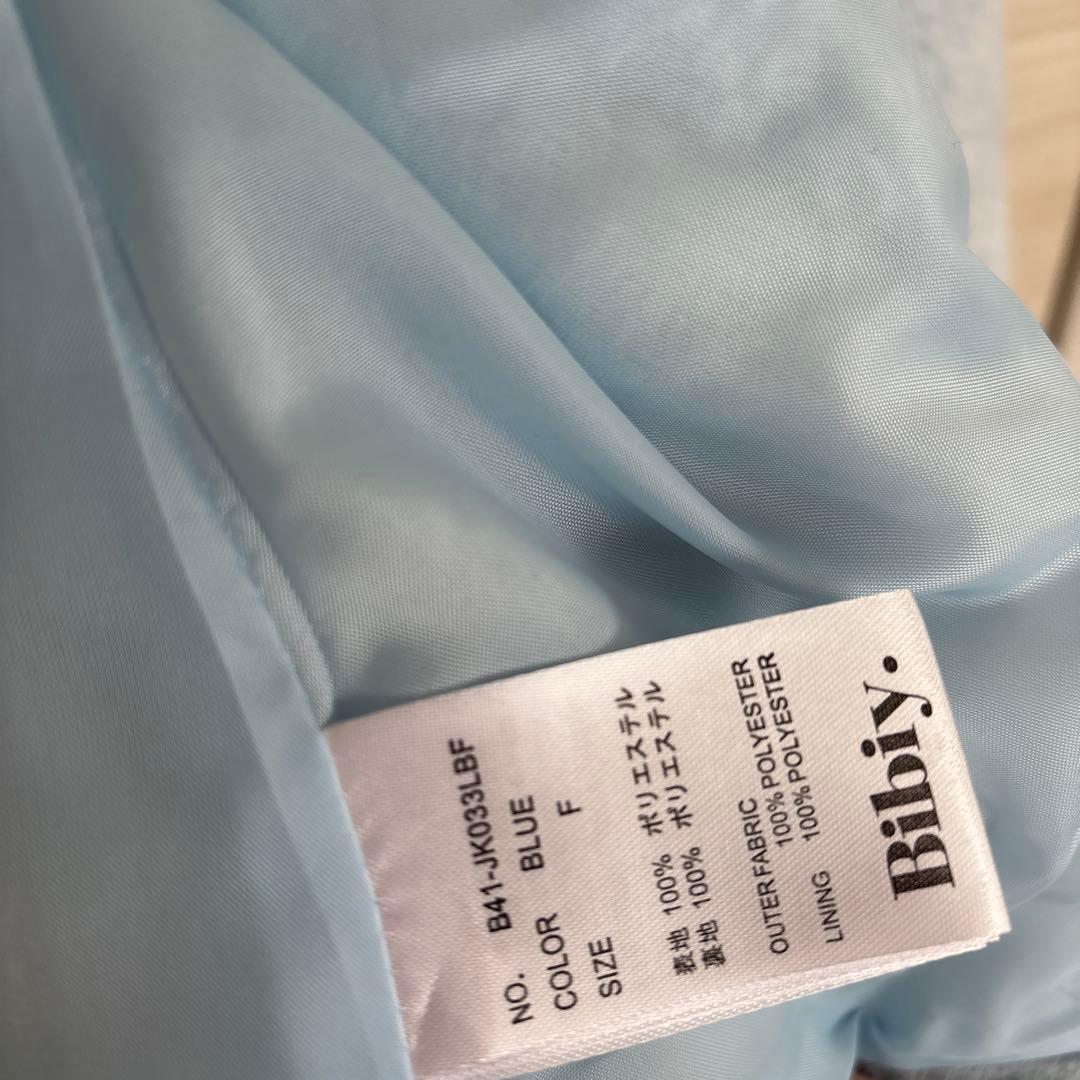 NO. B41-JK033LBF
COLOR BLUE
SIZE F
表地 100% ポリエステル
裏地 100% ポリエステル
OUTER FABRIC
100% POLYESTER
LINING 100% POLYESTER
Bibiy.